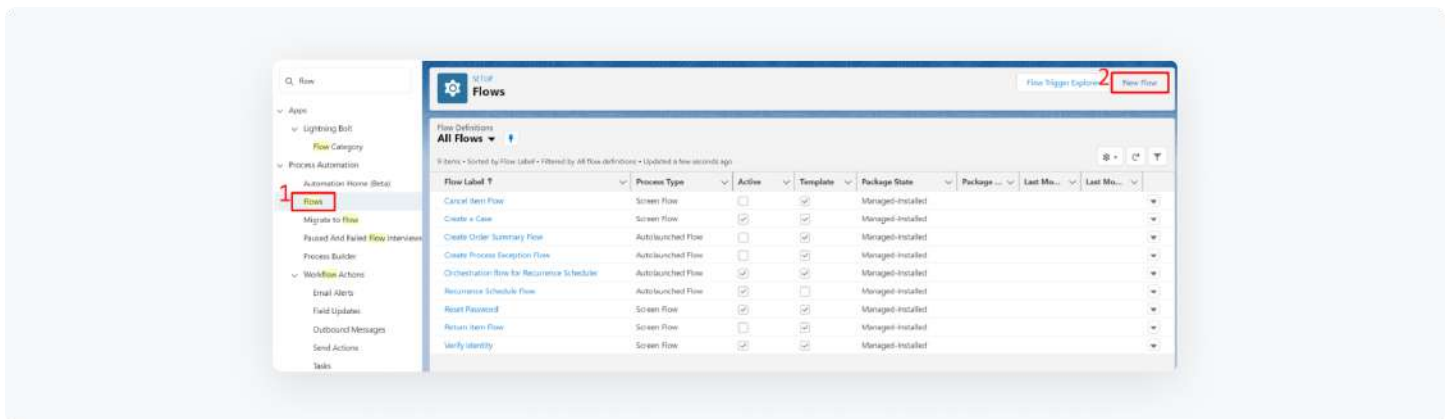 flow
Apps
Lightning Bolt
Flow Category
Process Automation
Automation Home (Beta)
1
Flows
Migrate to Flow
Paused And Failed Flow Interviews
Process Builder
Workflow Actions
Email Alerts
Field Updates
Outbound Messages
Send Actions
Tasks
SETUP
Flows
Flow Trigger Explorer
2
New Flow
Flow Definitions
All Flows
9 items • Sorted by Flow Label • Filtered by All flow definitions • Updated a few seconds ago
Flow Label ↑ Process Type Active Template Package State Package ... Last Mo... Last Mo...
Cancel Item Flow Screen Flow Managed-Installed
Create a Case Screen Flow Managed-Installed
Create Order Summary Flow Autolaunched Flow Managed-Installed
Create Process Exception Flow Autolaunched Flow Managed-Installed
Orchestration flow for Recurrence Scheduler Autolaunched Flow Managed-Installed
Recurrence Schedule Flow Autolaunched Flow Managed-Installed
Reset Password Screen Flow Managed-Installed
Return Item Flow Screen Flow Managed-Installed
Verify Identity Screen Flow Managed-Installed